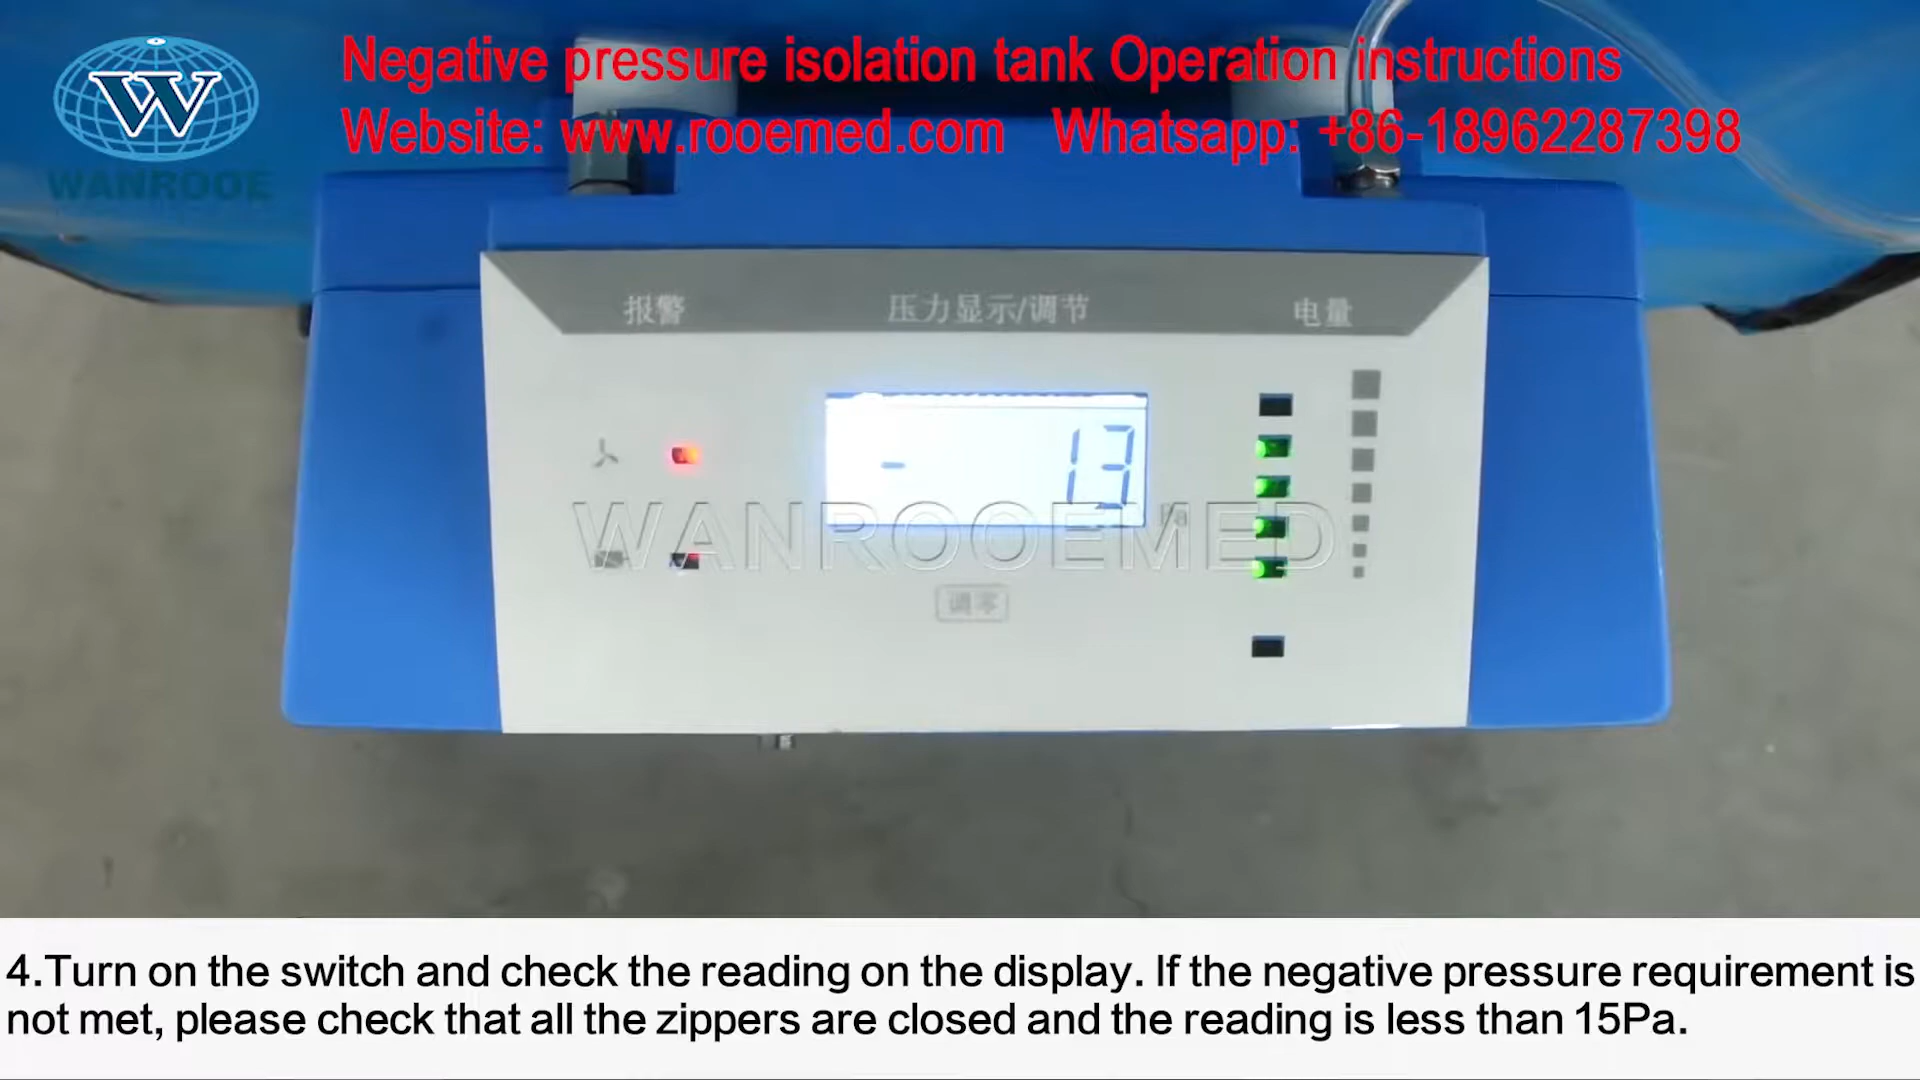 Negative pressure isolation tank Operation instructions
W
Website: www.rooemed.com Whatsapp: +86-18962287398
WANROOE
报警 压力显示/调节 电量
- 13
Pa
WANROOEMED
调零
4.Turn on the switch and check the reading on the display. If the negative pressure requirement is
not met, please check that all the zippers are closed and the reading is less than 15Pa.